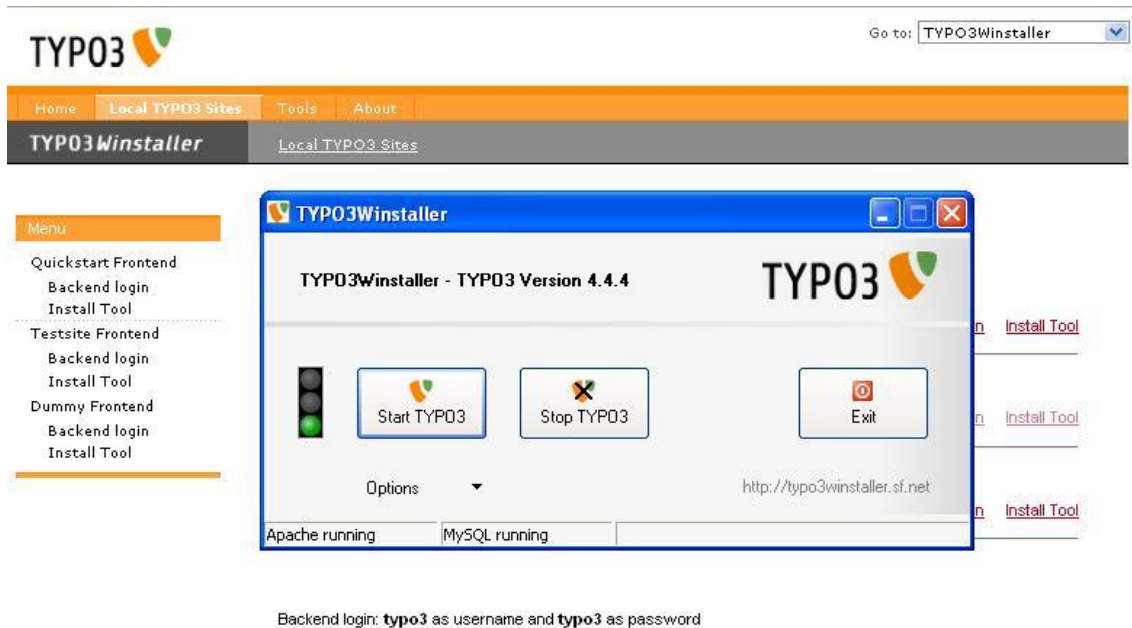 TYPO3
Go to: TYPO3Winstaller
Home Local TYPO3 Sites Tools About
TYPO3Winstaller Local TYPO3 Sites
Menu
Quickstart Frontend
Backend login
Install Tool
Testsite Frontend
Backend login
Install Tool
Dummy Frontend
Backend login
Install Tool
TYPO3Winstaller
TYPO3Winstaller - TYPO3 Version 4.4.4
TYPO3
Start TYPO3
Stop TYPO3
Exit
Options
http://typo3winstaller.sf.net
Apache running
MySQL running
n Install Tool
n Install Tool
n Install Tool
Backend login: typo3 as username and typo3 as password